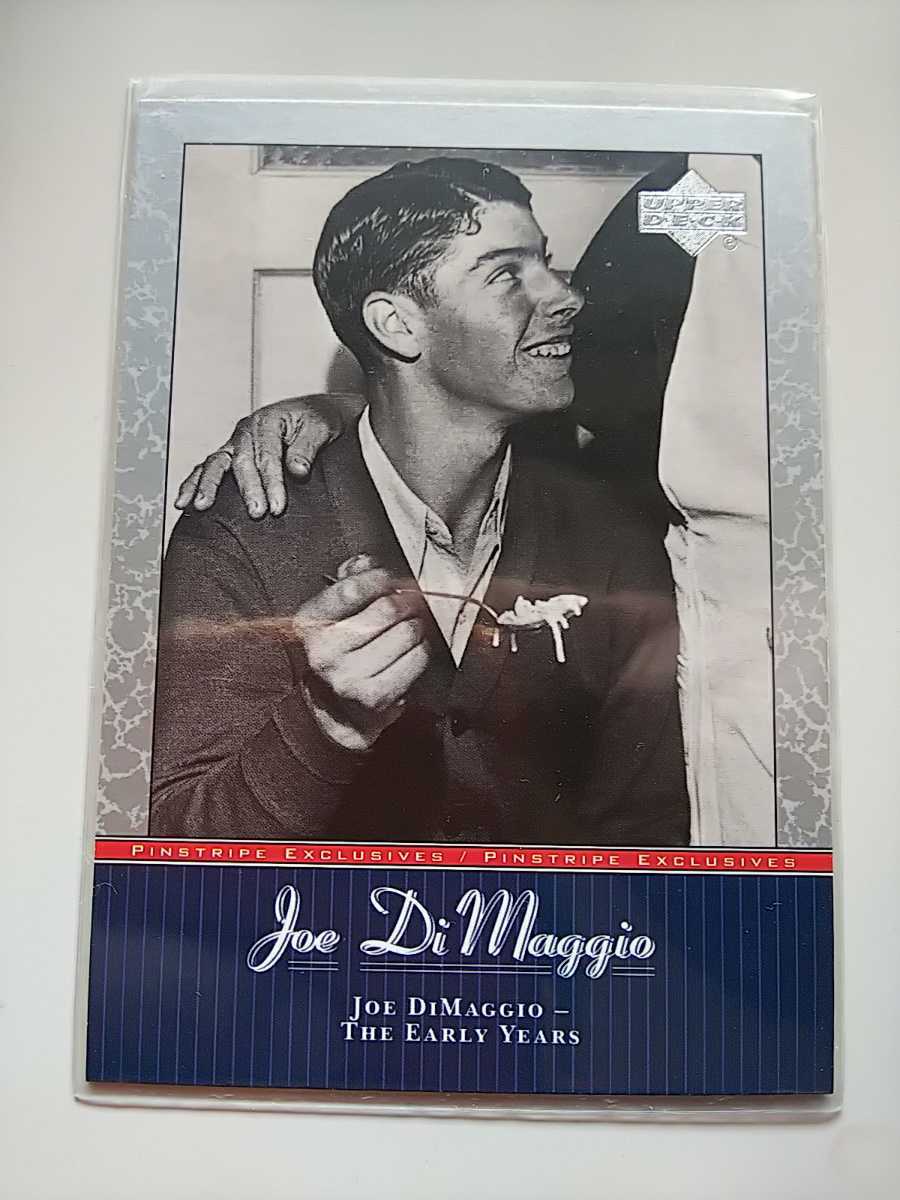 UPPER
DECK
©
PINSTRIPE EXCLUSIVES / PINSTRIPE EXCLUSIVES
Joe DiMaggio
JOE DIMAGGIO –
THE EARLY YEARS